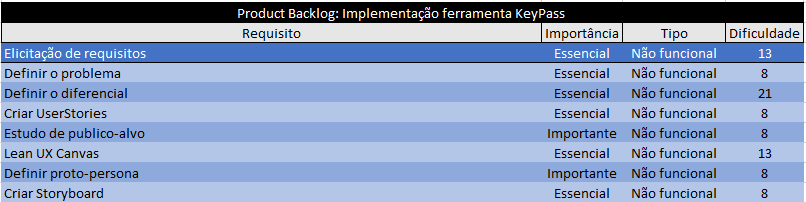 Product Backlog: Implementação ferramenta KeyPass
Requisito Importância Tipo Dificuldade
Elicitação de requisitos Essencial Não funcional 13
Definir o problema Essencial Não funcional 8
Definir o diferencial Essencial Não funcional 21
Criar UserStories Essencial Não funcional 8
Estudo de publico-alvo Importante Não funcional 8
Lean UX Canvas Essencial Não funcional 13
Definir proto-persona Importante Não funcional 8
Criar Storyboard Essencial Não funcional 8